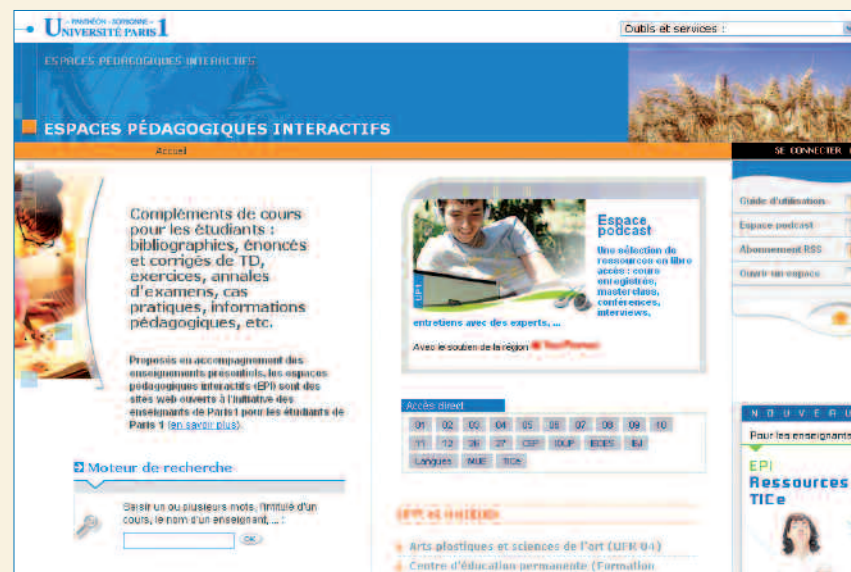 PANTHÉON - SORBONNE
UNIVERSITÉ PARIS 1
Outils et services :
ESPACES PÉDAGOGIQUES INTERACTIFS
ESPACES PÉDAGOGIQUES INTERACTIFS
Accueil
SE CONNECTER
Compléments de cours
pour les étudiants :
bibliographies, énoncés
et corrigés de TD,
exercices, annales
d'examens, cas
pratiques, informations
pédagogiques, etc.
Proposés en accompagnement des
enseignements présentiels, les espaces
pédagogiques interactifs (EPI) sont des
sites web ouverts à l'initiative des
enseignants de Paris1 pour les étudiants de
Paris 1 (en savoir plus).
Moteur de recherche
Saisir un ou plusieurs mots, l'intitulé d'un
cours, le nom d'un enseignant, ... :
OK
UP1
Espace
podcast
Une sélection de
ressources en libre
accès : cours
enregistrés,
masterclass,
conférences,
interviews,
entretiens avec des experts, ...
Avec le soutien de la région
Accès direct
01 02 03 04 05 06 07 08 09 10
11 12 26 27 CEP IDUP IEDES
Langues TICe
Arts plastiques et sciences de l'art (UFR 04)
Centre d'éducation permanente (Formation
Guide d'utilisation
Espace podcast
Abonnement RSS
Ouvrir un espace
NOUVEAU
Pour les enseignants
EPI
Ressources
TICe